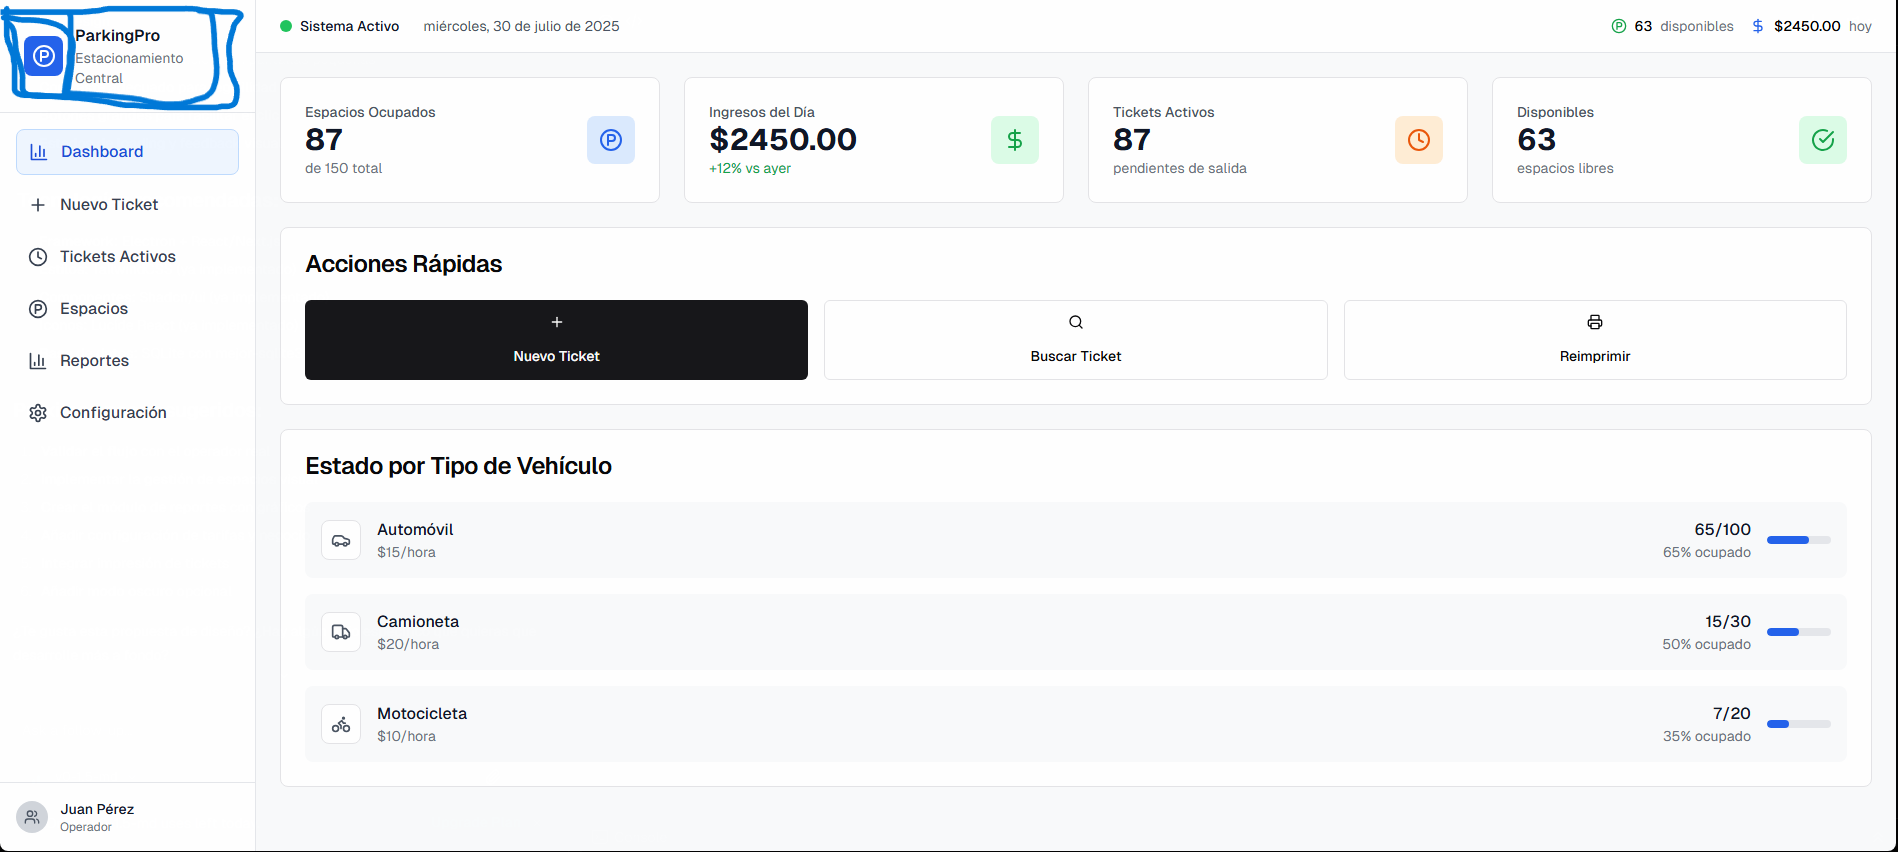 ParkingPro
Estacionamiento
Central
Dashboard
Nuevo Ticket
Tickets Activos
Espacios
Reportes
Configuración
Juan Pérez
Operador
Sistema Activo miércoles, 30 de julio de 2025
63 disponibles $2450.00 hoy
Espacios Ocupados
87
de 150 total
Ingresos del Día
$2450.00
+12% vs ayer
Tickets Activos
87
pendientes de salida
Disponibles
63
espacios libres
Acciones Rápidas
Nuevo Ticket
Buscar Ticket
Reimprimir
Estado por Tipo de Vehículo
Automóvil
$15/hora
65/100
65% ocupado
Camioneta
$20/hora
15/30
50% ocupado
Motocicleta
$10/hora
7/20
35% ocupado